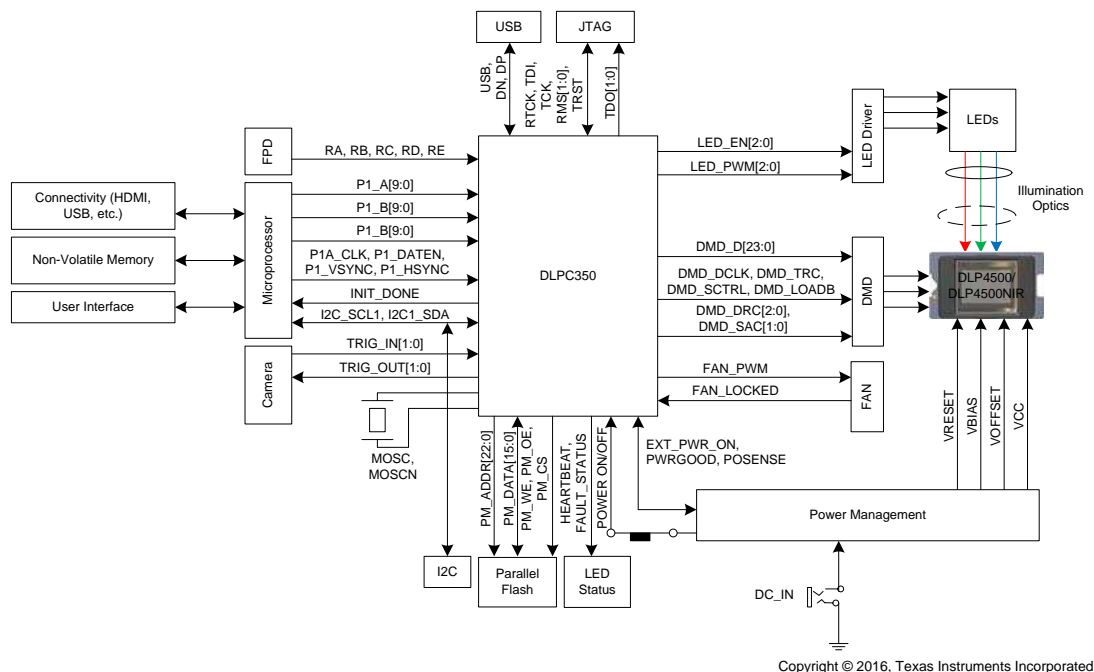 USB
JTAG
USB,
DN, DP
RTCK, TDI,
TCK,
RMS[1:0],
TRST
TDO[1:0]
FPD
RA, RB, RC, RD, RE
LED_EN[2:0]
LED_PWM[2:0]
LED Driver
LEDs
Illumination
Optics
Connectivity (HDMI,
USB, etc.)
Non-Volatile Memory
User Interface
Microprocessor
P1_A[9:0]
P1_B[9:0]
P1_B[9:0]
P1A_CLK, P1_DATEN,
P1_VSYNC, P1_HSYNC
INIT_DONE
I2C_SCL1, I2C1_SDA
DLPC350
DMD_D[23:0]
DMD_DCLK, DMD_TRC,
DMD_SCTRL, DMD_LOADB
DMD_DRC[2:0],
DMD_SAC[1:0]
DMD
DLP4500/
DLP4500NIR
Camera
TRIG_IN[1:0]
TRIG_OUT[1:0]
FAN_PWM
FAN_LOCKED
FAN
MOSC,
MOSCN
PM_ADDR[22:0]
PM_DATA[15:0]
PM_WE, PM_OE,
PM_CS
HEARTBEAT,
FAULT_STATUS
POWER ON/OFF
EXT_PWR_ON,
PWRGOOD, POSENSE
VRESET
VBIAS
VOFFSET
VCC
Power Management
I2C
Parallel
Flash
LED
Status
DC_IN
Copyright © 2016, Texas Instruments Incorporated